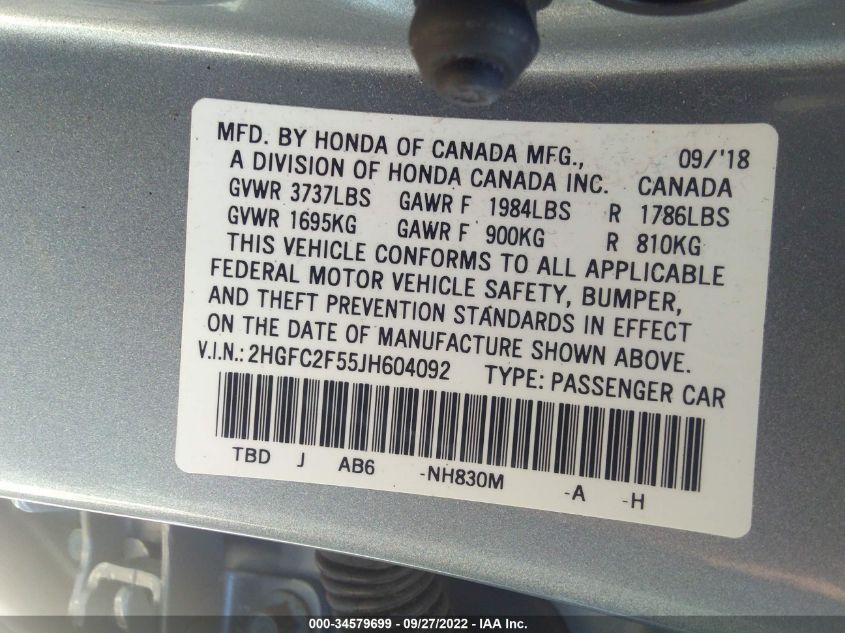 MFD. BY HONDA OF CANADA MFG., 09/'18
A DIVISION OF HONDA CANADA INC. CANADA
GVWR 3737LBS GAWR F 1984LBS R 1786LBS
GVWR 1695KG GAWR F 900KG R 810KG
THIS VEHICLE CONFORMS TO ALL APPLICABLE
FEDERAL MOTOR VEHICLE SAFETY, BUMPER,
AND THEFT PREVENTION STANDARDS IN EFFECT
ON THE DATE OF MANUFACTURE SHOWN ABOVE.
V.I.N.: 2HGFC2F55JH604092 TYPE: PASSENGER CAR
TBD J AB6 -NH830M -A -H
000-34579699 - 09/27/2022 - IAA Inc.